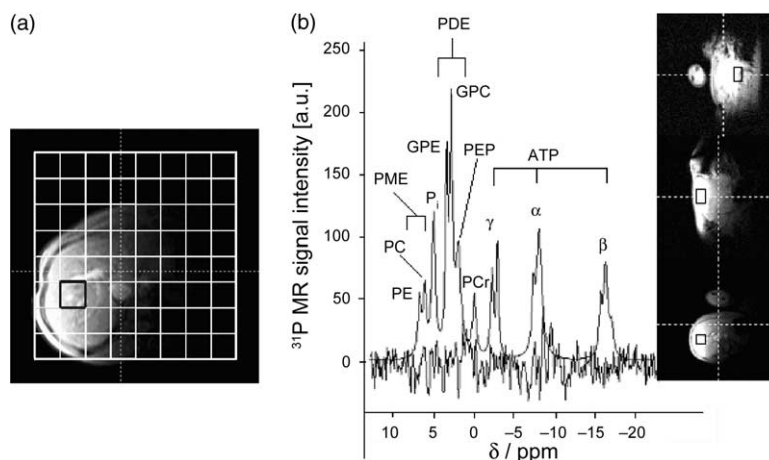 (a)
(b)
³¹P MR signal intensity [a.u.]
250
200
150
100
50
0
PDE
GPC
GPE
PEP
PME
Pi
PC
PE
PCr
ATP
γ
α
β
10 5 0 –5 –10 –15 –20
δ / ppm